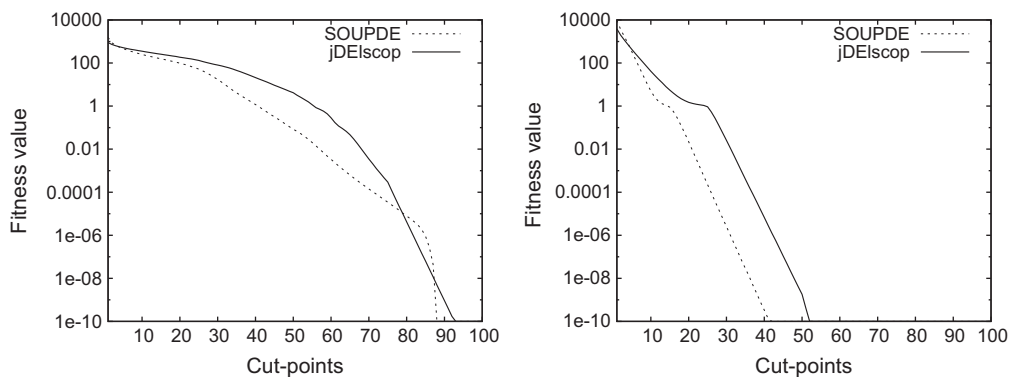 10000
100
1
0.01
0.0001
1e-06
1e-08
1e-10
Fitness value
SOUPDE
jDElscop
10 20 30 40 50 60 70 80 90 100
Cut-points
10000
100
1
0.01
0.0001
1e-06
1e-08
1e-10
Fitness value
SOUPDE
jDElscop
10 20 30 40 50 60 70 80 90 100
Cut-points